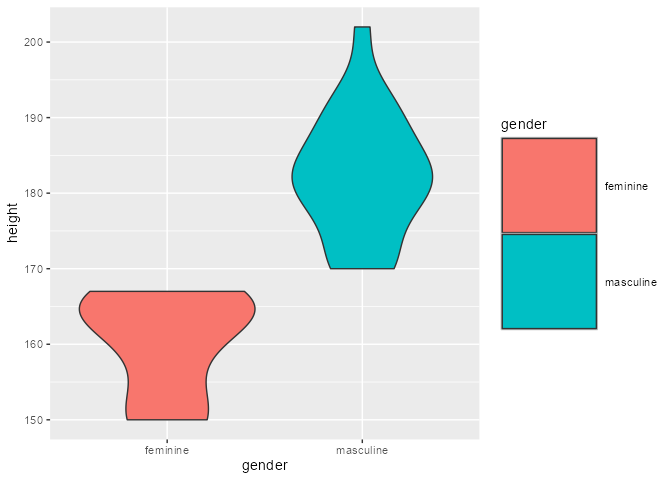 200
190
180
170
160
150
height
feminine
masculine
gender
gender
feminine
masculine